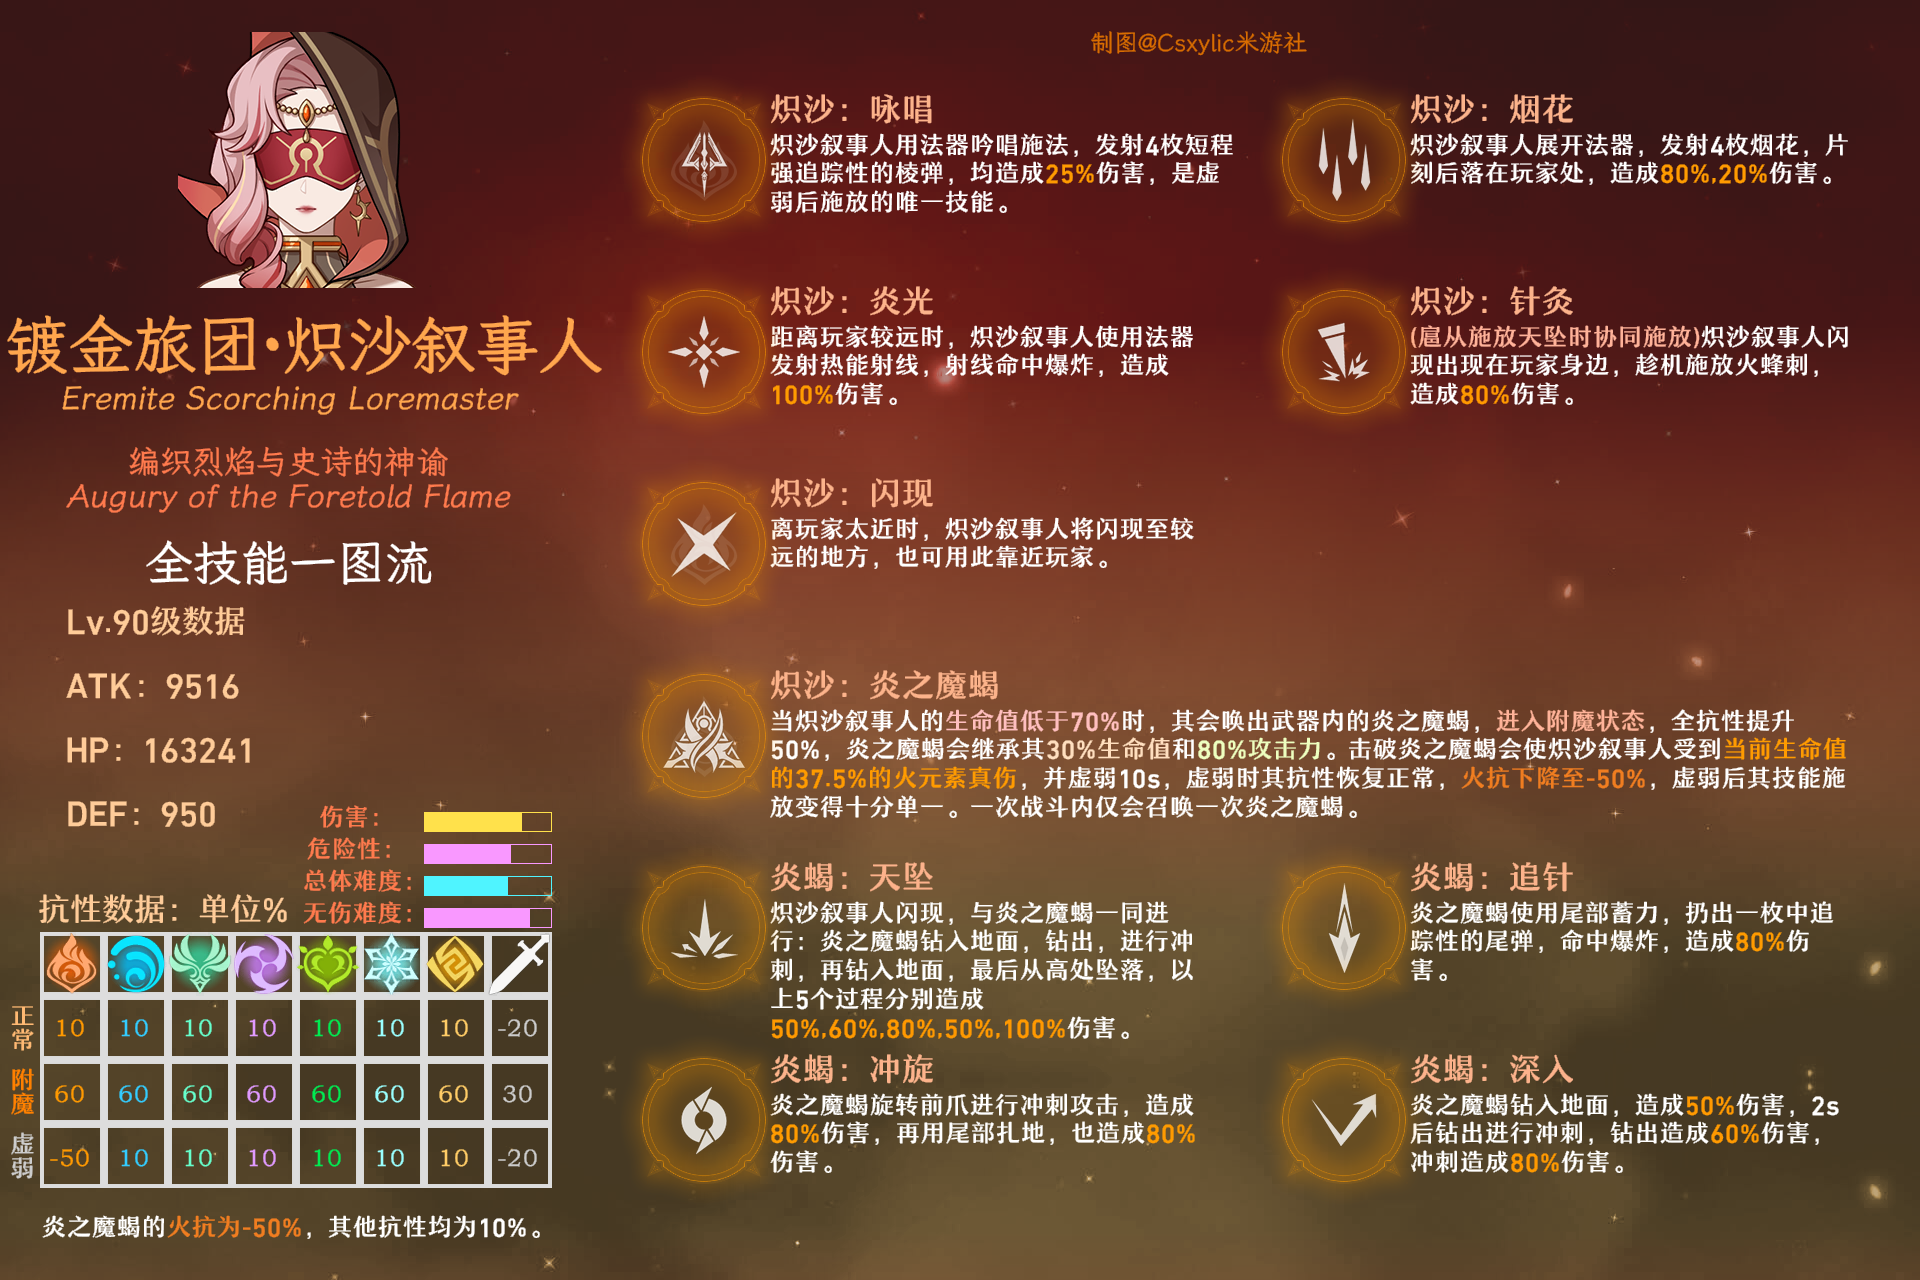 制图@Csxylic米游社
镀金旅团·炽沙叙事人
Eremite Scorching Loremaster
编织烈焰与史诗的神谕
Augury of the Foretold Flame
全技能一图流
Lv.90级数据
ATK：9516
HP：163241
DEF：950
伤害：
危险性：
总体难度：
无伤难度：
抗性数据：单位%
正常 10 10 10 10 10 10 10 -20
附魔 60 60 60 60 60 60 60 30
虚弱 -50 10 10 10 10 10 10 -20
炎之魔蝎的火抗为-50%，其他抗性均为10%。
炽沙：咏唱
炽沙叙事人用法器吟唱施法，发射4枚短程
强追踪性的棱弹，均造成25%伤害，是虚
弱后施放的唯一技能。
炽沙：烟花
炽沙叙事人展开法器，发射4枚烟花，片
刻后落在玩家处，造成80%,20%伤害。
炽沙：炎光
距离玩家较远时，炽沙叙事人使用法器
发射热能射线，射线命中爆炸，造成
100%伤害。
炽沙：针灸
(扈从施放天坠时协同施放)炽沙叙事人闪
现出现在玩家身边，趁机施放火蜂刺，
造成80%伤害。
炽沙：闪现
离玩家太近时，炽沙叙事人将闪现至较
远的地方，也可用此靠近玩家。
炽沙：炎之魔蝎
当炽沙叙事人的生命值低于70%时，其会唤出武器内的炎之魔蝎，进入附魔状态，全抗性提升
50%，炎之魔蝎会继承其30%生命值和80%攻击力。击破炎之魔蝎会使炽沙叙事人受到当前生命值
的37.5%的火元素真伤，并虚弱10s，虚弱时其抗性恢复正常，火抗下降至-50%，虚弱后其技能施
放变得十分单一。一次战斗内仅会召唤一次炎之魔蝎。
炎蝎：天坠
炽沙叙事人闪现，与炎之魔蝎一同进
行：炎之魔蝎钻入地面，钻出，进行冲
刺，再钻入地面，最后从高处坠落，以
上5个过程分别造成
50%,60%,80%,50%,100%伤害。
炎蝎：追针
炎之魔蝎使用尾部蓄力，扔出一枚中追
踪性的尾弹，命中爆炸，造成80%伤
害。
炎蝎：冲旋
炎之魔蝎旋转前爪进行冲刺攻击，造成
80%伤害，再用尾部扎地，也造成80%
伤害。
炎蝎：深入
炎之魔蝎钻入地面，造成50%伤害，2s
后钻出进行冲刺，钻出造成60%伤害，
冲刺造成80%伤害。